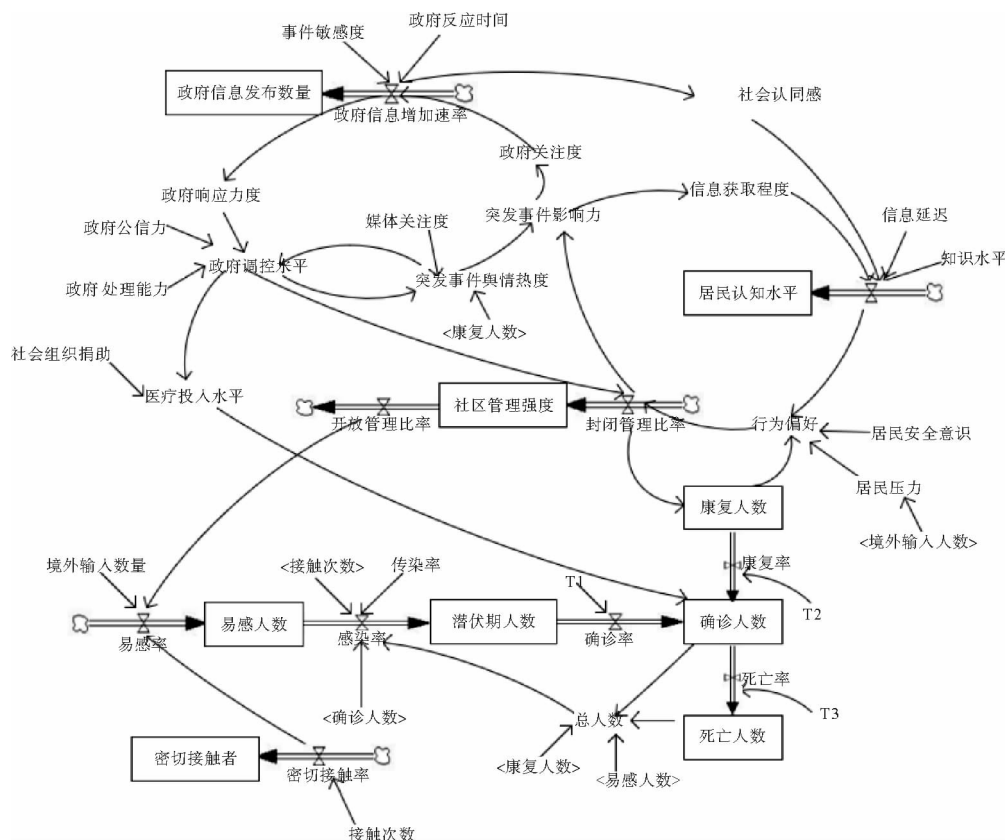 事件敏感度
政府反应时间
政府信息发布数量
政府信息增加速率
社会认同感
政府关注度
政府响应力度
信息获取程度
突发事件影响力
媒体关注度
信息延迟
政府公信力
政府调控水平
知识水平
突发事件舆情热度
政府 处理能力
居民认知水平
<康复人数>
社会组织捐助
医疗投入水平
社区管理强度
开放管理比率
封闭管理比率
行为偏好
居民安全意识
居民压力
康复人数
<境外输入人数>
境外输入数量
<接触次数>
传染率
康复率
T1
T2
易感人数
潜伏期人数
确诊人数
易感率
感染率
确诊率
死亡率
<确诊人数>
T3
总人数
死亡人数
密切接触者
密切接触率
<康复人数>
<易感人数>
接触次数